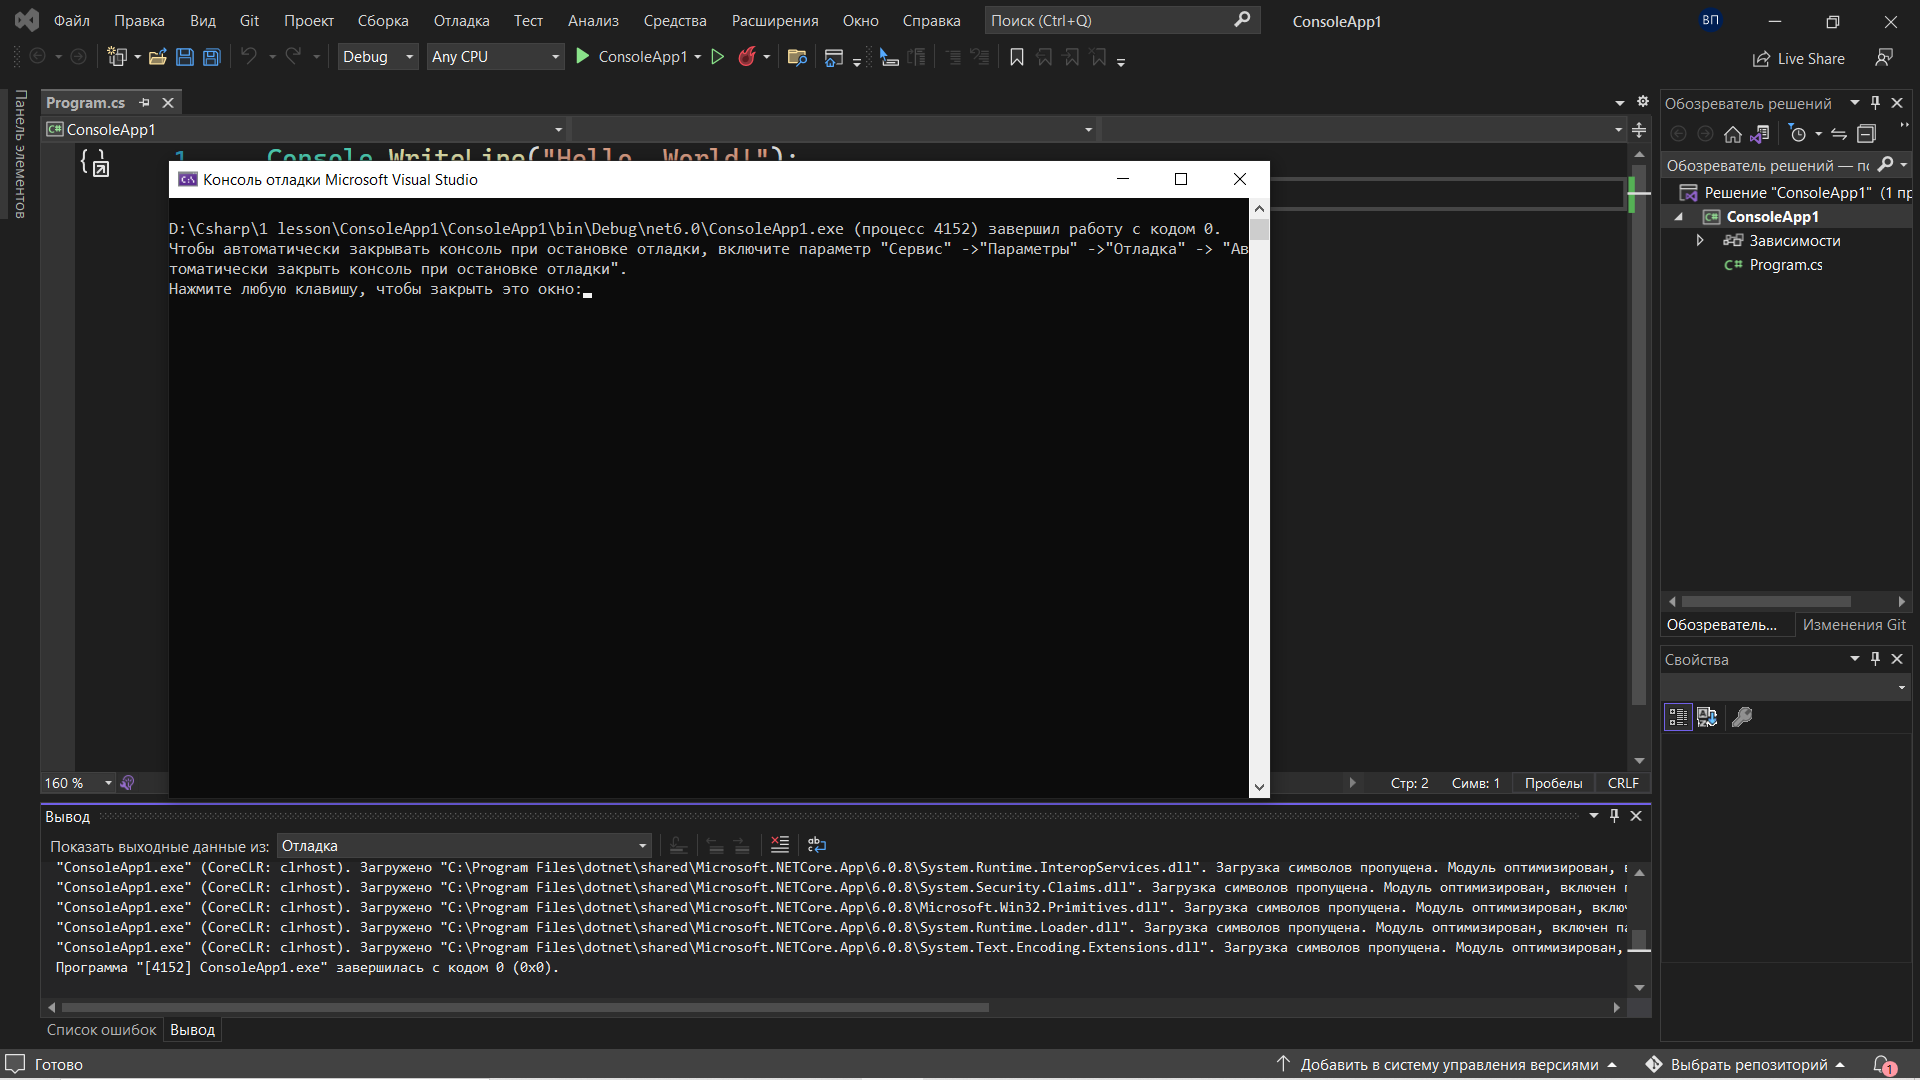 Файл Правка Вид Git Проект Сборка Отладка Тест Анализ Средства Расширения Окно Справка Поиск (Ctrl+Q) ConsoleApp1 ВП
Debug Any CPU ConsoleApp1 Live Share
Панель элементов
Program.cs
ConsoleApp1
1 Console.WriteLine("Hello, World!");
Консоль отладки Microsoft Visual Studio
D:\Csharp\1 lesson\ConsoleApp1\ConsoleApp1\bin\Debug\net6.0\ConsoleApp1.exe (процесс 4152) завершил работу с кодом 0.
Чтобы автоматически закрывать консоль при остановке отладки, включите параметр "Сервис" ->"Параметры" ->"Отладка" -> "Ав
томатически закрыть консоль при остановке отладки".
Нажмите любую клавишу, чтобы закрыть это окно:
160 % Стр: 2 Симв: 1 Пробелы CRLF
Вывод
Показать выходные данные из: Отладка
"ConsoleApp1.exe" (CoreCLR: clrhost). Загружено "C:\Program Files\dotnet\shared\Microsoft.NETCore.App\6.0.8\System.Runtime.InteropServices.dll". Загрузка символов пропущена. Модуль оптимизирован,
"ConsoleApp1.exe" (CoreCLR: clrhost). Загружено "C:\Program Files\dotnet\shared\Microsoft.NETCore.App\6.0.8\System.Security.Claims.dll". Загрузка символов пропущена. Модуль оптимизирован, включен
"ConsoleApp1.exe" (CoreCLR: clrhost). Загружено "C:\Program Files\dotnet\shared\Microsoft.NETCore.App\6.0.8\Microsoft.Win32.Primitives.dll". Загрузка символов пропущена. Модуль оптимизирован, вклю
"ConsoleApp1.exe" (CoreCLR: clrhost). Загружено "C:\Program Files\dotnet\shared\Microsoft.NETCore.App\6.0.8\System.Runtime.Loader.dll". Загрузка символов пропущена. Модуль оптимизирован, включен па
"ConsoleApp1.exe" (CoreCLR: clrhost). Загружено "C:\Program Files\dotnet\shared\Microsoft.NETCore.App\6.0.8\System.Text.Encoding.Extensions.dll". Загрузка символов пропущена. Модуль оптимизирован,
Программа "[4152] ConsoleApp1.exe" завершилась с кодом 0 (0x0).
Список ошибок Вывод
Обозреватель решений
Обозреватель решений — по
Решение "ConsoleApp1" (1 пр
ConsoleApp1
Зависимости
Program.cs
Обозреватель... Изменения Git
Свойства
Готово Добавить в систему управления версиями Выбрать репозиторий 1